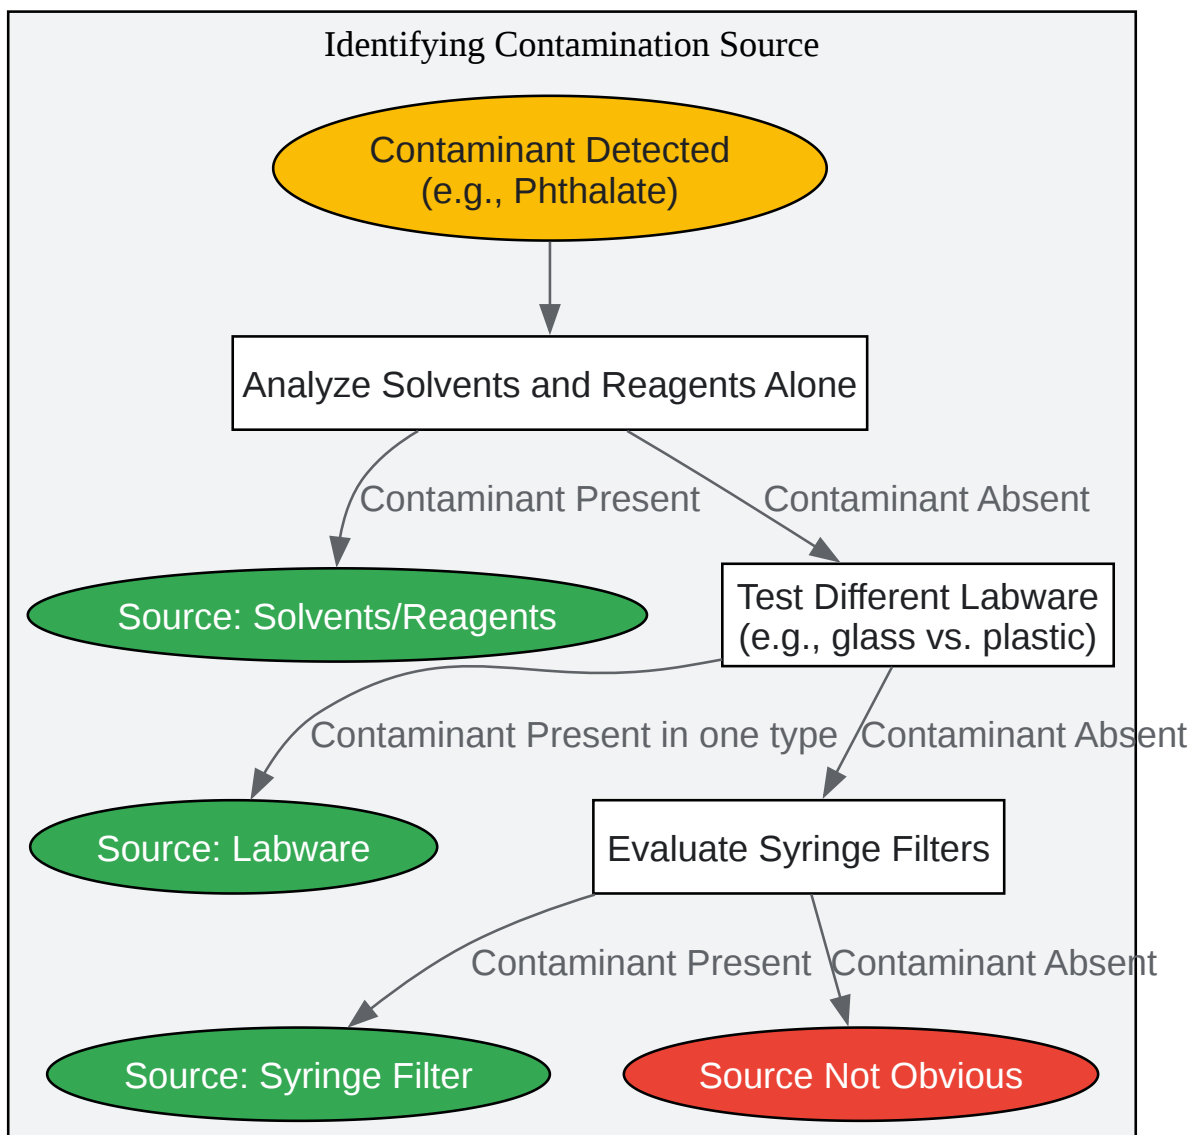 Identifying Contamination Source
Contaminant Detected
(e.g., Phthalate)
Analyze Solvents and Reagents Alone
Contaminant Present
Contaminant Absent
Source: Solvents/Reagents
Test Different Labware
(e.g., glass vs. plastic)
Contaminant Present in one type
Contaminant Absent
Source: Labware
Evaluate Syringe Filters
Contaminant Present
Contaminant Absent
Source: Syringe Filter
Source Not Obvious